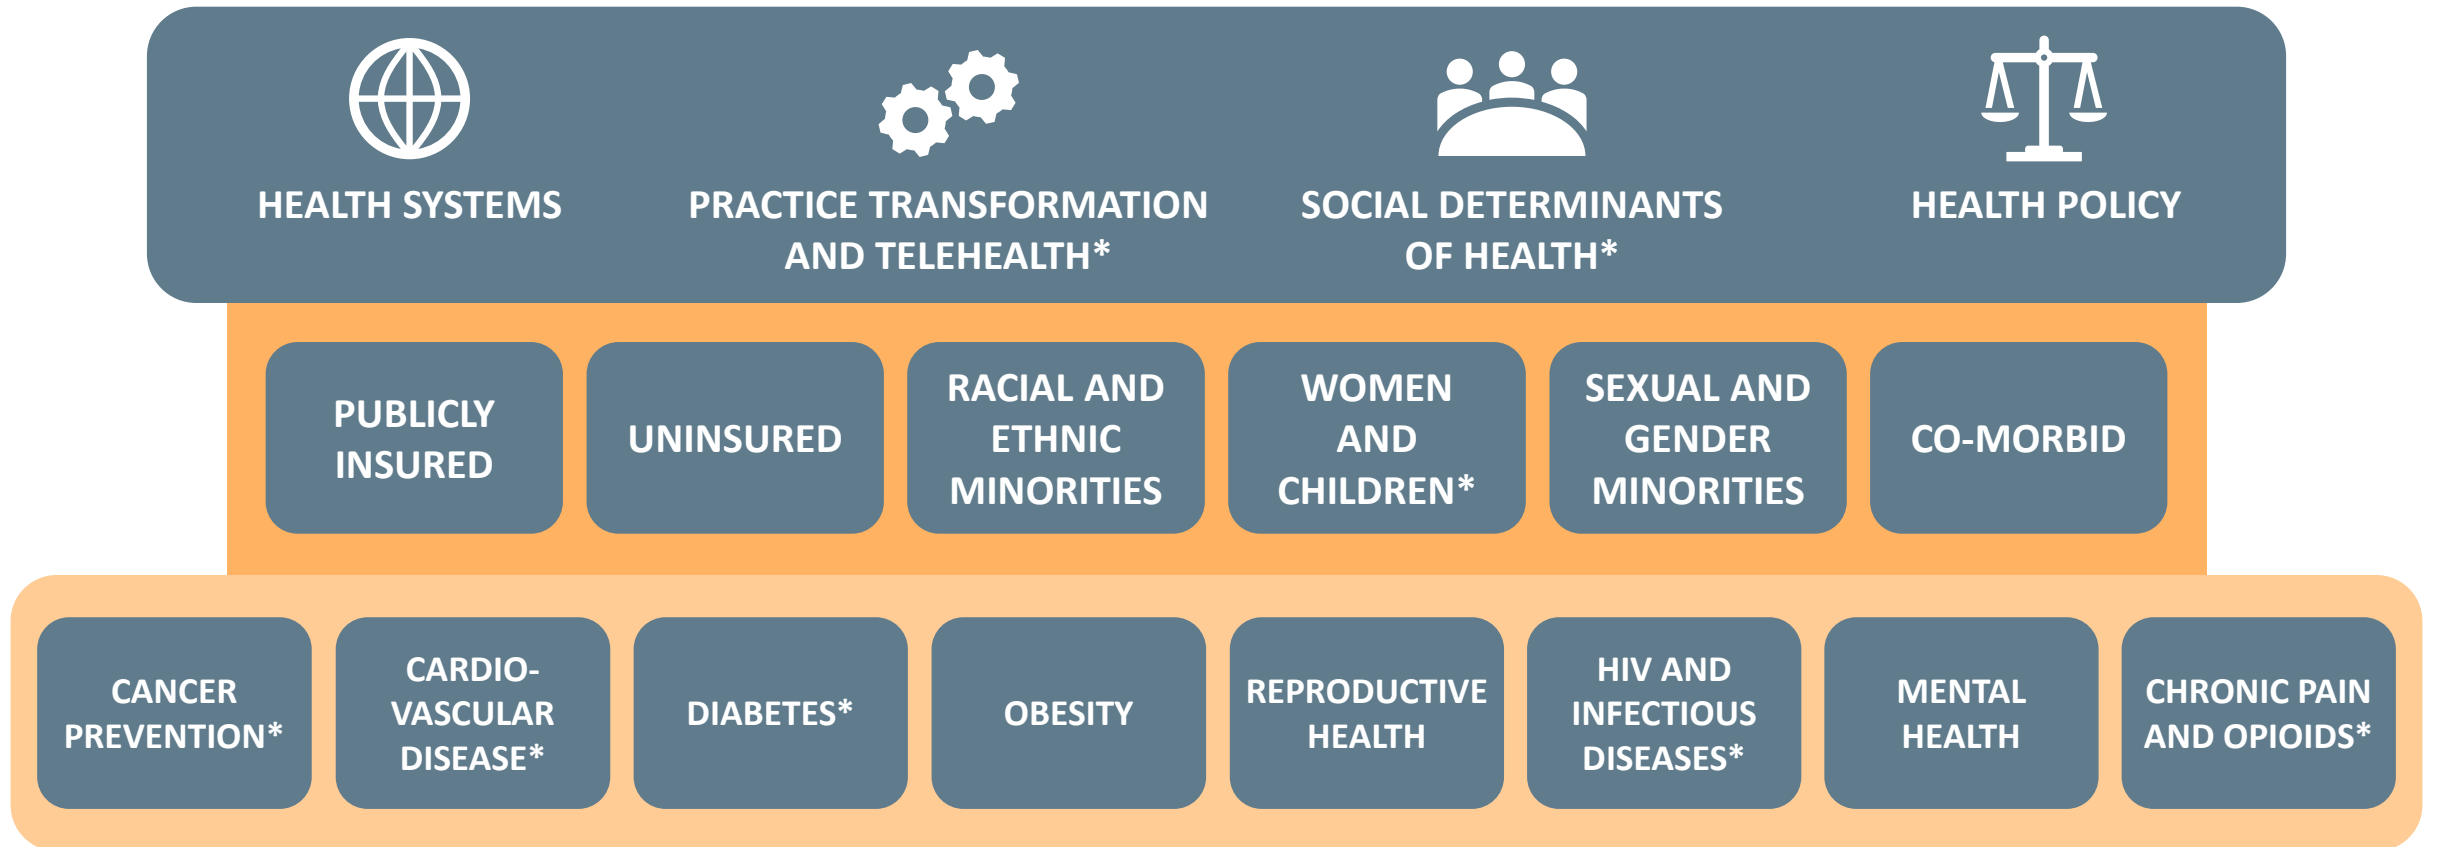 HEALTH SYSTEMS
PRACTICE TRANSFORMATION
AND TELEHEALTH*
SOCIAL DETERMINANTS
OF HEALTH*
HEALTH POLICY
PUBLICLY
INSURED
UNINSURED
RACIAL AND
ETHNIC
MINORITIES
WOMEN
AND
CHILDREN*
SEXUAL AND
GENDER
MINORITIES
CO-MORBID
CANCER
PREVENTION*
CARDIO-
VASCULAR
DISEASE*
DIABETES*
OBESITY
REPRODUCTIVE
HEALTH
HIV AND
INFECTIOUS
DISEASES*
MENTAL
HEALTH
CHRONIC PAIN
AND OPIOIDS*